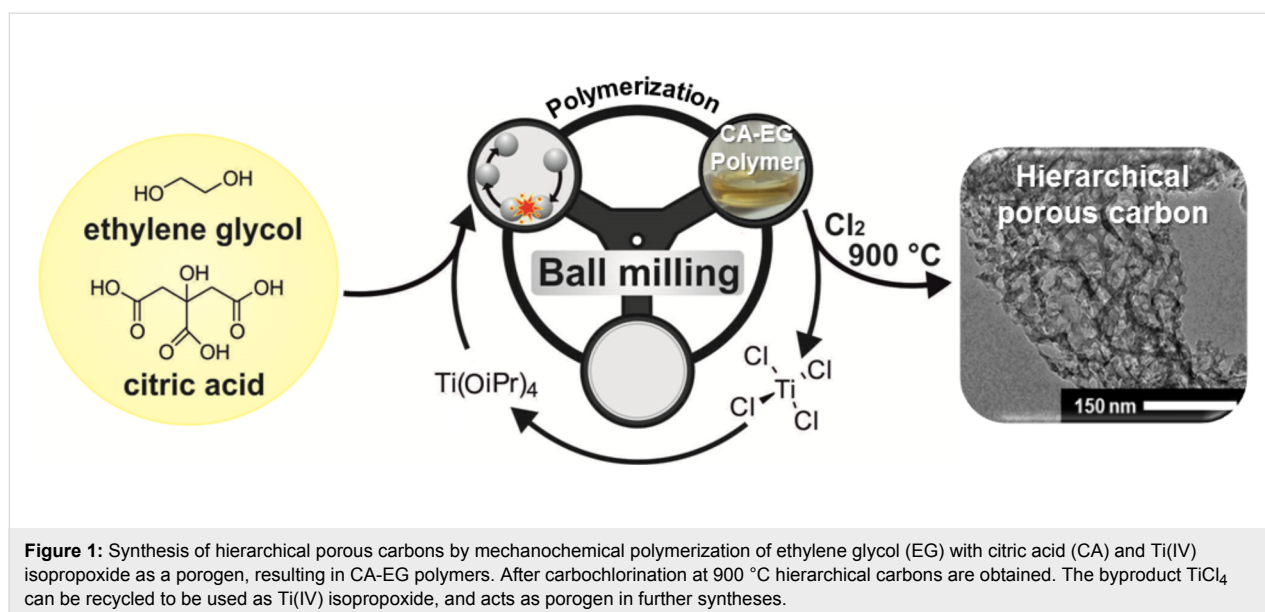 Polymerization
CA-EG
Polymer
HO
OH
ethylene glycol
OH
HO
OH
O
O
O
OH
citric acid
Ball milling
Ti(OiPr)₄
Cl
Cl
Ti
Cl
Cl
Cl₂
900 °C
Hierarchical
porous carbon
150 nm
Figure 1: Synthesis of hierarchical porous carbons by mechanochemical polymerization of ethylene glycol (EG) with citric acid (CA) and Ti(IV)
isopropoxide as a porogen, resulting in CA-EG polymers. After carbochlorination at 900 °C hierarchical carbons are obtained. The byproduct TiCl₄
can be recycled to be used as Ti(IV) isopropoxide, and acts as porogen in further syntheses.